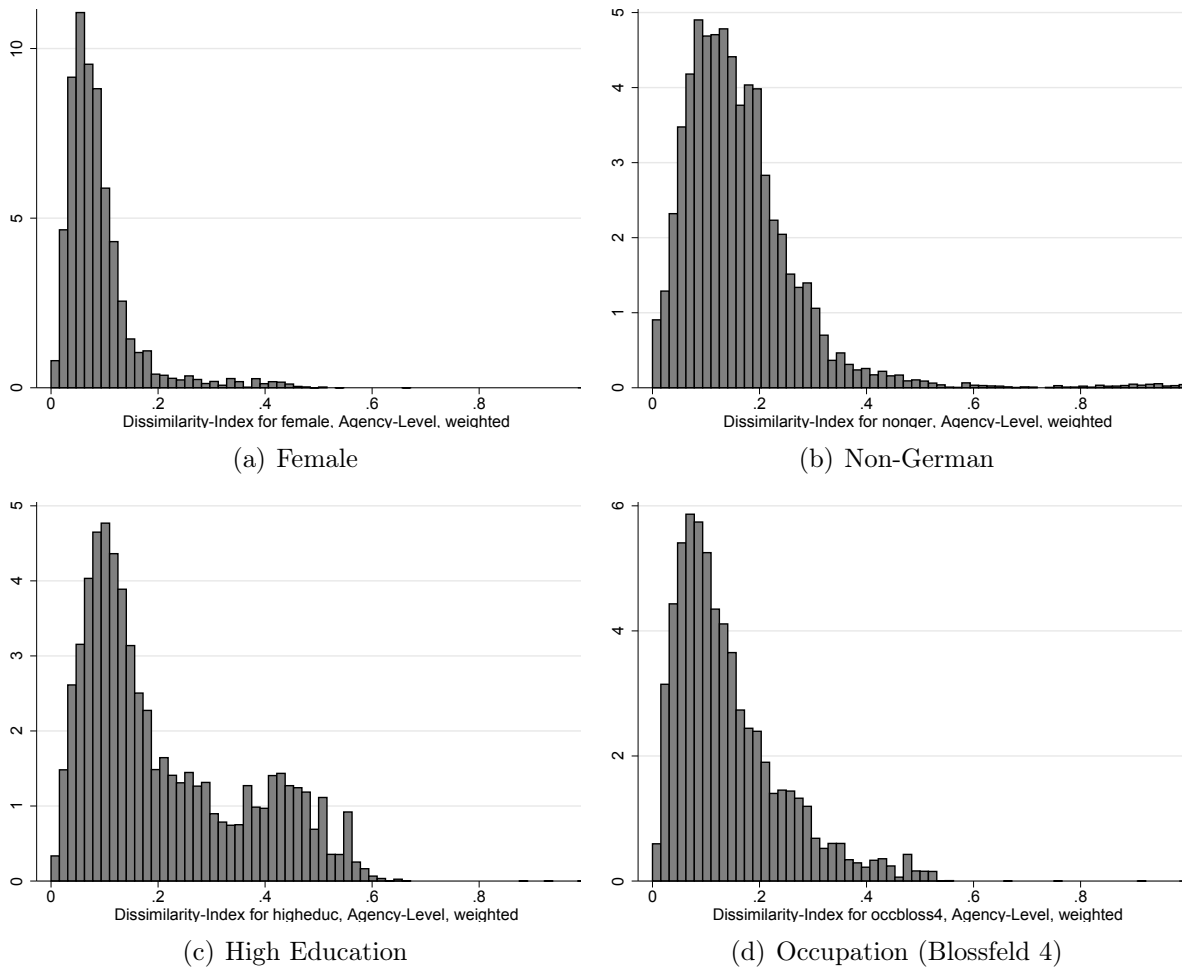 10
5
0
0 .2 .4 .6 .8
Dissimilarity-Index for female, Agency-Level, weighted
(a) Female
5
4
3
2
1
0
0 .2 .4 .6 .8
Dissimilarity-Index for nonger, Agency-Level, weighted
(b) Non-German
5
4
3
2
1
0
0 .2 .4 .6 .8
Dissimilarity-Index for higheduc, Agency-Level, weighted
(c) High Education
6
4
2
0
0 .2 .4 .6 .8
Dissimilarity-Index for occbloss4, Agency-Level, weighted
(d) Occupation (Blossfeld 4)